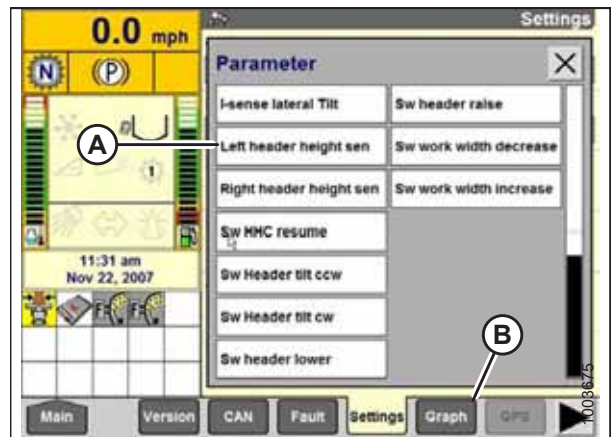 0.0 mph
Settings
N
(P)
Parameter
I-sense lateral Tilt
Sw header raise
A
Left header height sen
Sw work width decrease
1
Right header height sen
Sw work width increase
Sw HHC resume
11:31 am
Nov 22, 2007
Sw Header tilt ccw
F
F
Sw Header tilt cw
B
Sw header lower
Main
Version
CAN
Fault
Settings
Graph
GPS
1003675